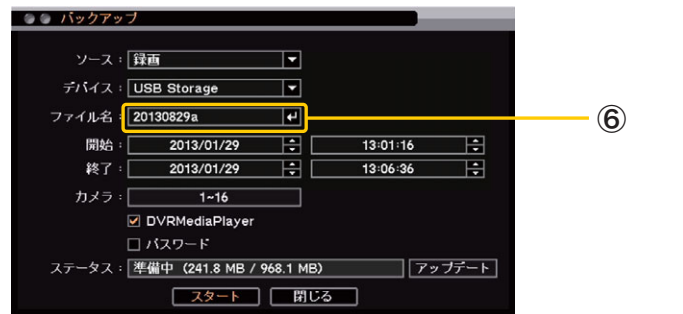 バックアップ
ソース : 録画
デバイス : USB Storage
ファイル名 : 20130829a
⑥
開始 : 2013/01/29 13:01:16
終了 : 2013/01/29 13:06:36
カメラ : 1~16
DVRMediaPlayer
パスワード
ステータス : 準備中 (241.8 MB / 968.1 MB) アップデート
スタート 閉じる